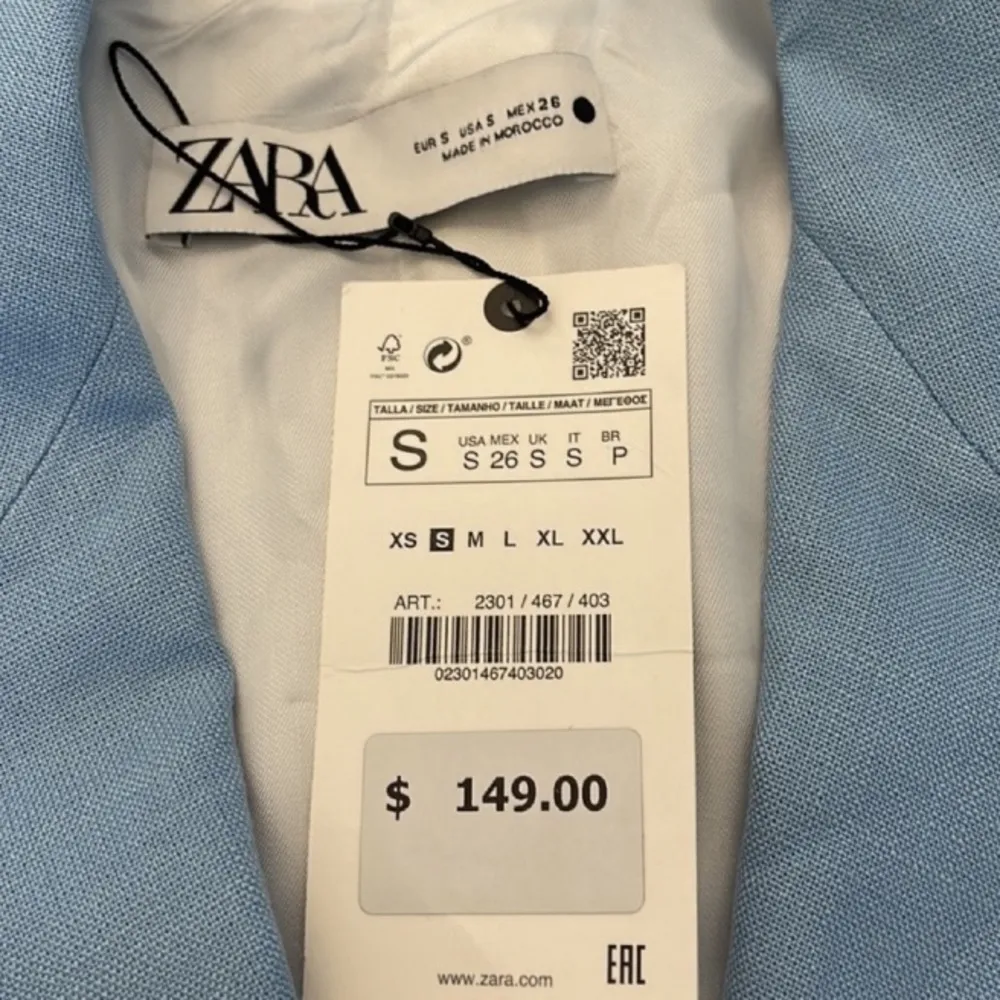 ZARA
EUR S USA S MEX 26
MADE IN MOROCCO
FSC
®
TALLA / SIZE / TAMANHO / TAILLE / MAAT / ΜΕΓΕΘΟΣ
S
USA MEX UK IT BR
S 26 S S P
XS S M L XL XXL
ART.: 2301 / 467 / 403
02301467403020
$ 149.00
www.zara.com
EAC